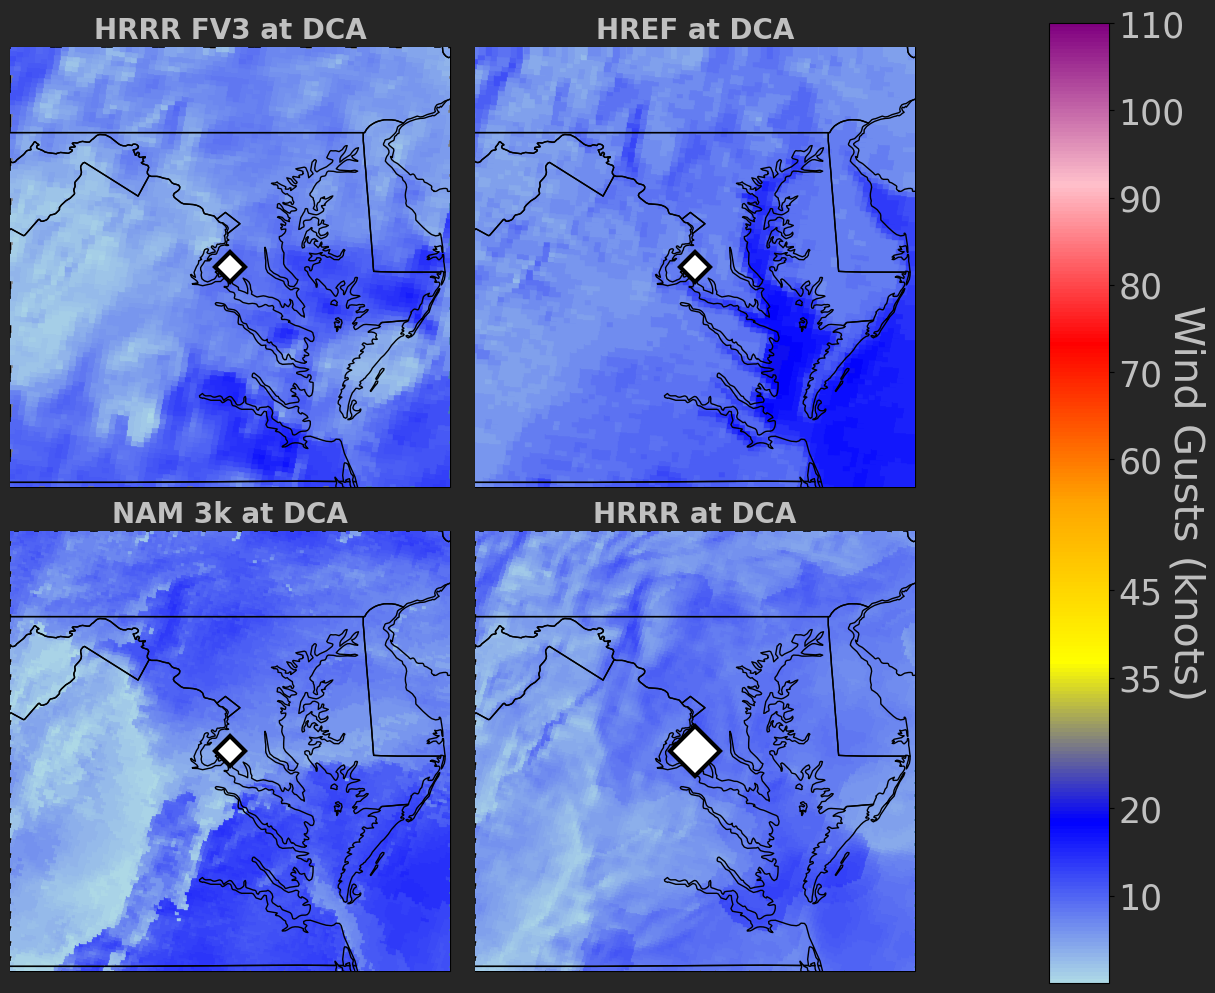 HRRR FV3 at DCA
HREF at DCA
NAM 3k at DCA
HRRR at DCA
110
100
90
80
70
60
45
35
20
10
Wind Gusts (knots)